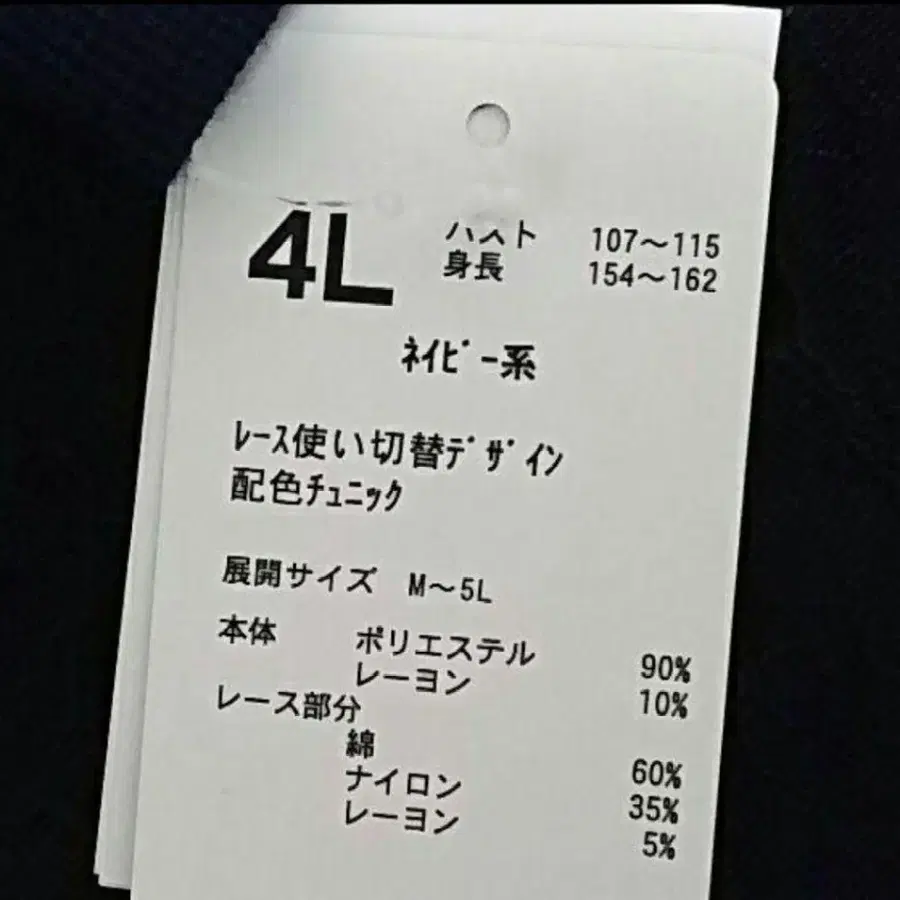 4L
バスト 107～115
身長 154～162
ﾈｲﾋﾞｰ系
ﾚｰｽ使い切替ﾃﾞｻﾞｲﾝ
配色ﾁｭﾆｯｸ
展開サイズ M～5L
本体 ポリエステル 90%
レーヨン 10%
レース部分
綿 60%
ナイロン 35%
レーヨン 5%